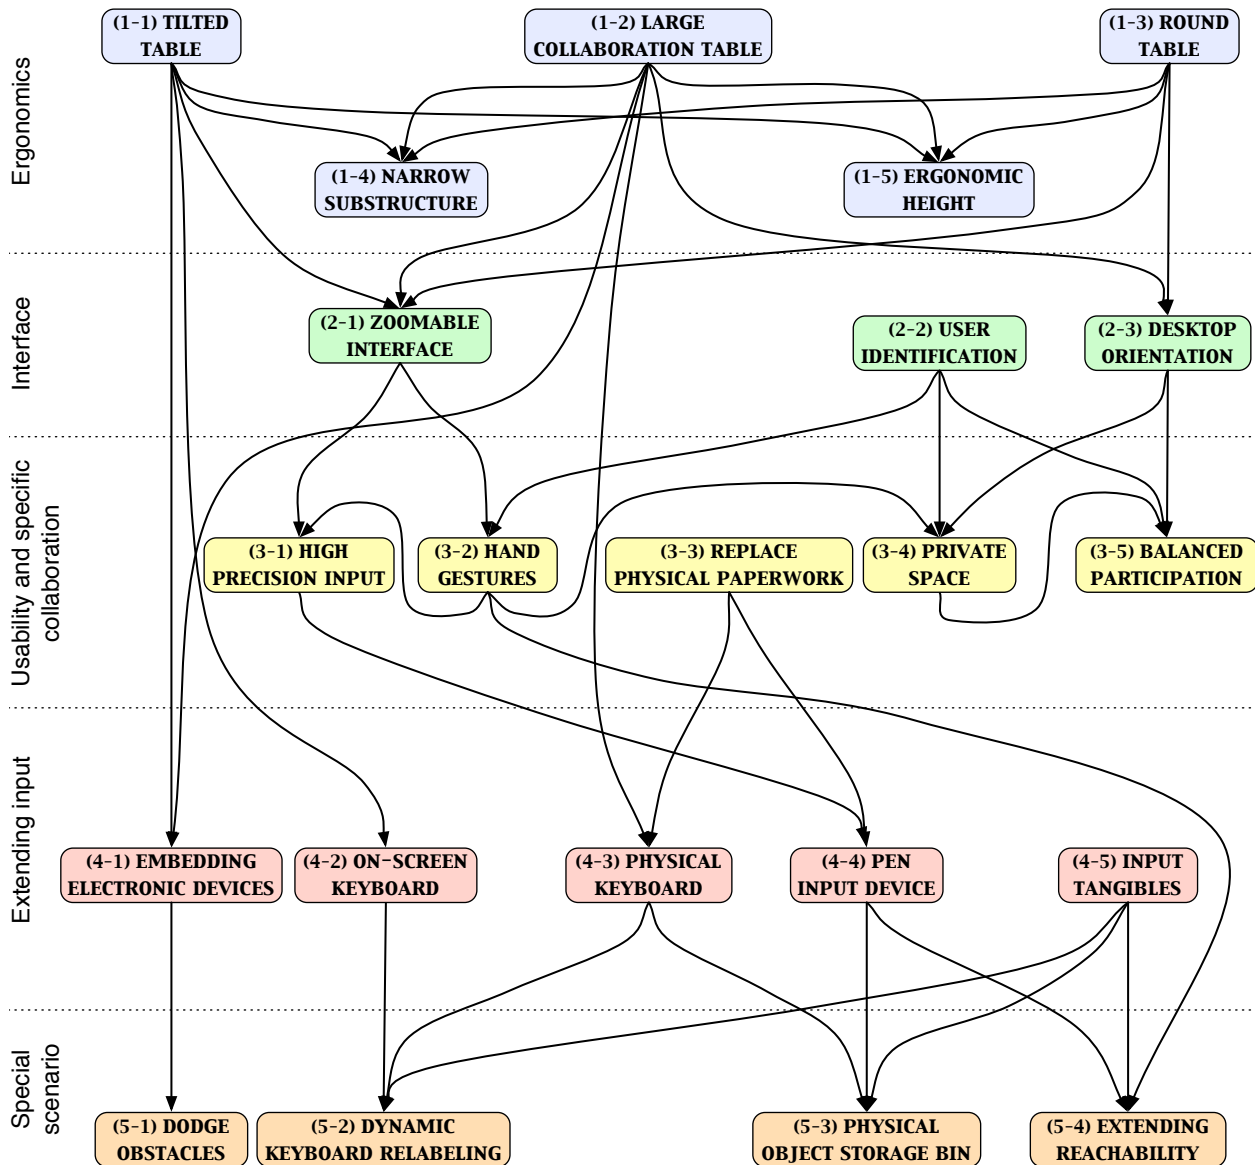 Ergonomics
(1-1) TILTED
TABLE
(1-2) LARGE
COLLABORATION TABLE
(1-3) ROUND
TABLE
(1-4) NARROW
SUBSTRUCTURE
(1-5) ERGONOMIC
HEIGHT
Interface
(2-1) ZOOMABLE
INTERFACE
(2-2) USER
IDENTIFICATION
(2-3) DESKTOP
ORIENTATION
Usability and specific
collaboration
(3-1) HIGH
PRECISION INPUT
(3-2) HAND
GESTURES
(3-3) REPLACE
PHYSICAL PAPERWORK
(3-4) PRIVATE
SPACE
(3-5) BALANCED
PARTICIPATION
Extending input
(4-1) EMBEDDING
ELECTRONIC DEVICES
(4-2) ON-SCREEN
KEYBOARD
(4-3) PHYSICAL
KEYBOARD
(4-4) PEN
INPUT DEVICE
(4-5) INPUT
TANGIBLES
Special
scenario
(5-1) DODGE
OBSTACLES
(5-2) DYNAMIC
KEYBOARD RELABELING
(5-3) PHYSICAL
OBJECT STORAGE BIN
(5-4) EXTENDING
REACHABILITY